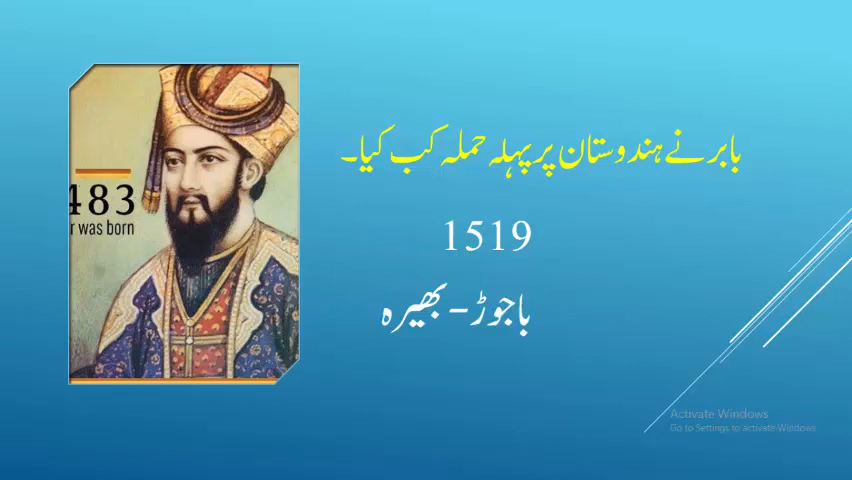 بابر نے ہندوستان پر پہلہ حملہ کب کیا۔
1519
باجوڑ - بھیرہ
483
r was born
Activate Windows
Go to Settings to activate Windows.